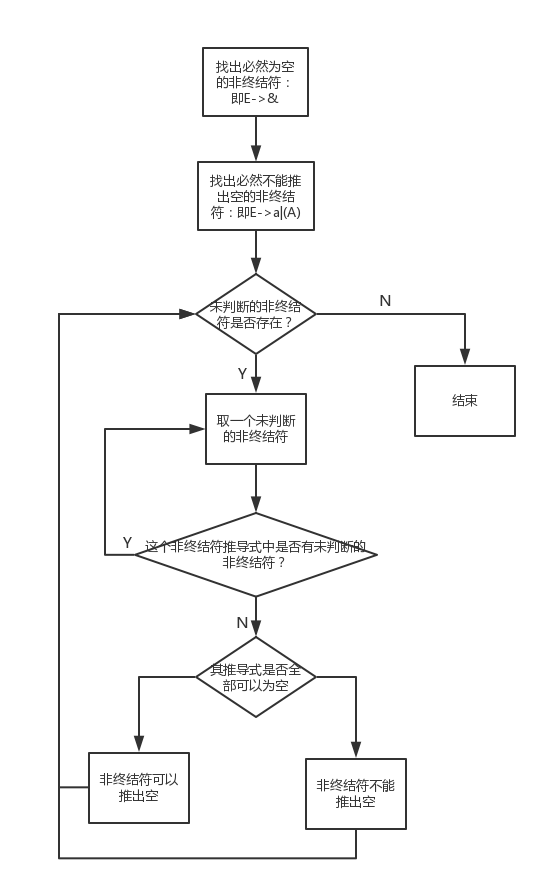 找出必然为空
的非终结符：
即E->&
找出必然不能推
出空的非终结
符：即E->a|(A)
未判断的非终结
符是否存在？
N
Y
取一个未判断
的非终结符
结束
Y
这个非终结符推导式中是否有未判断的
非终结符？
N
其推导式是否全
部可以为空
非终结符可以
推出空
非终结符不能
推出空